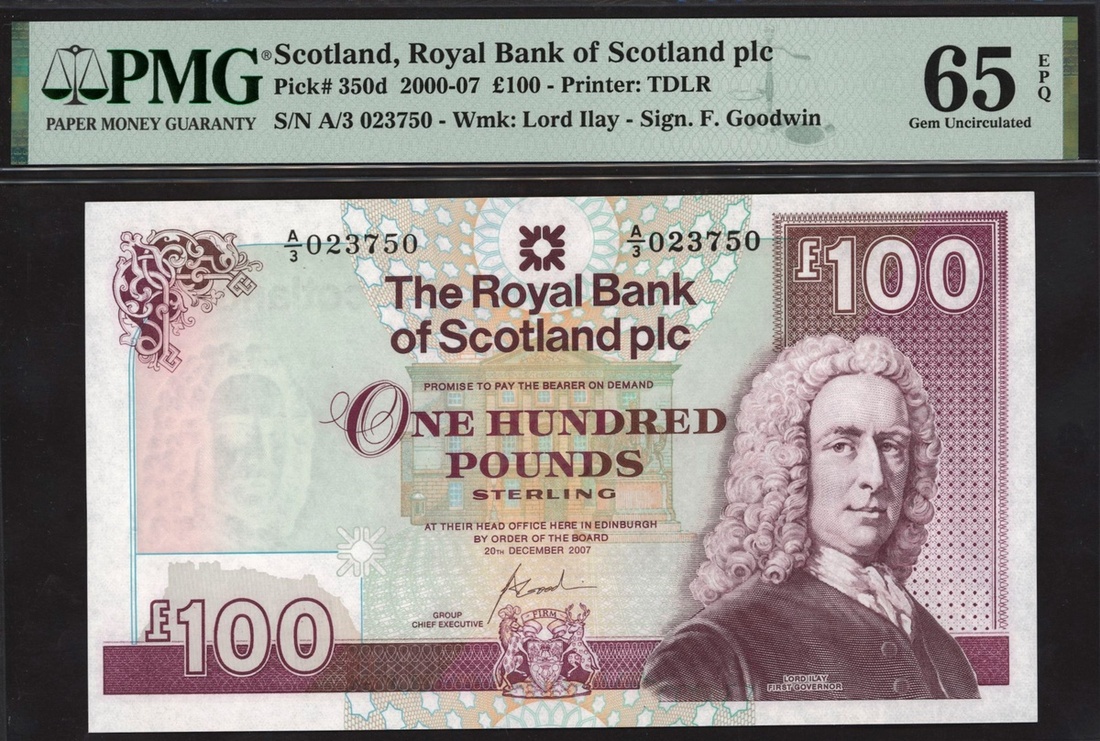 PMG®
PAPER MONEY GUARANTY
Scotland, Royal Bank of Scotland plc
Pick# 350d 2000-07 £100 - Printer: TDLR
S/N A/3 023750 - Wmk: Lord Ilay - Sign. F. Goodwin
65 EPQ
Gem Uncirculated
A/3 023750
A/3 023750
£100
The Royal Bank
of Scotland plc
PROMISE TO PAY THE BEARER ON DEMAND
ONE HUNDRED
POUNDS
STERLING
AT THEIR HEAD OFFICE HERE IN EDINBURGH
BY ORDER OF THE BOARD
20TH DECEMBER 2007
GROUP
CHIEF EXECUTIVE
FIRM
£100
LORD ILAY
FIRST GOVERNOR